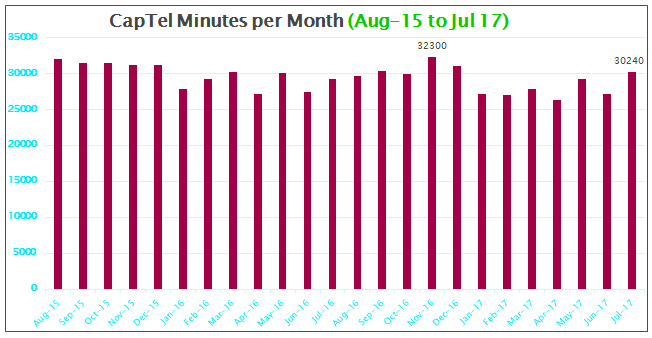 CapTel Minutes per Month (Aug-15 to Jul 17)
35000
30000
25000
20000
15000
10000
5000
0
32300
30240
Aug-15
Sep-15
Oct-15
Nov-15
Dec-15
Jan-16
Feb-16
Mar-16
Apr-16
May-16
Jun-16
Jul-16
Aug-16
Sep-16
Oct-16
Nov-16
Dec-16
Jan-17
Feb-17
Mar-17
Apr-17
May-17
Jun-17
Jul-17